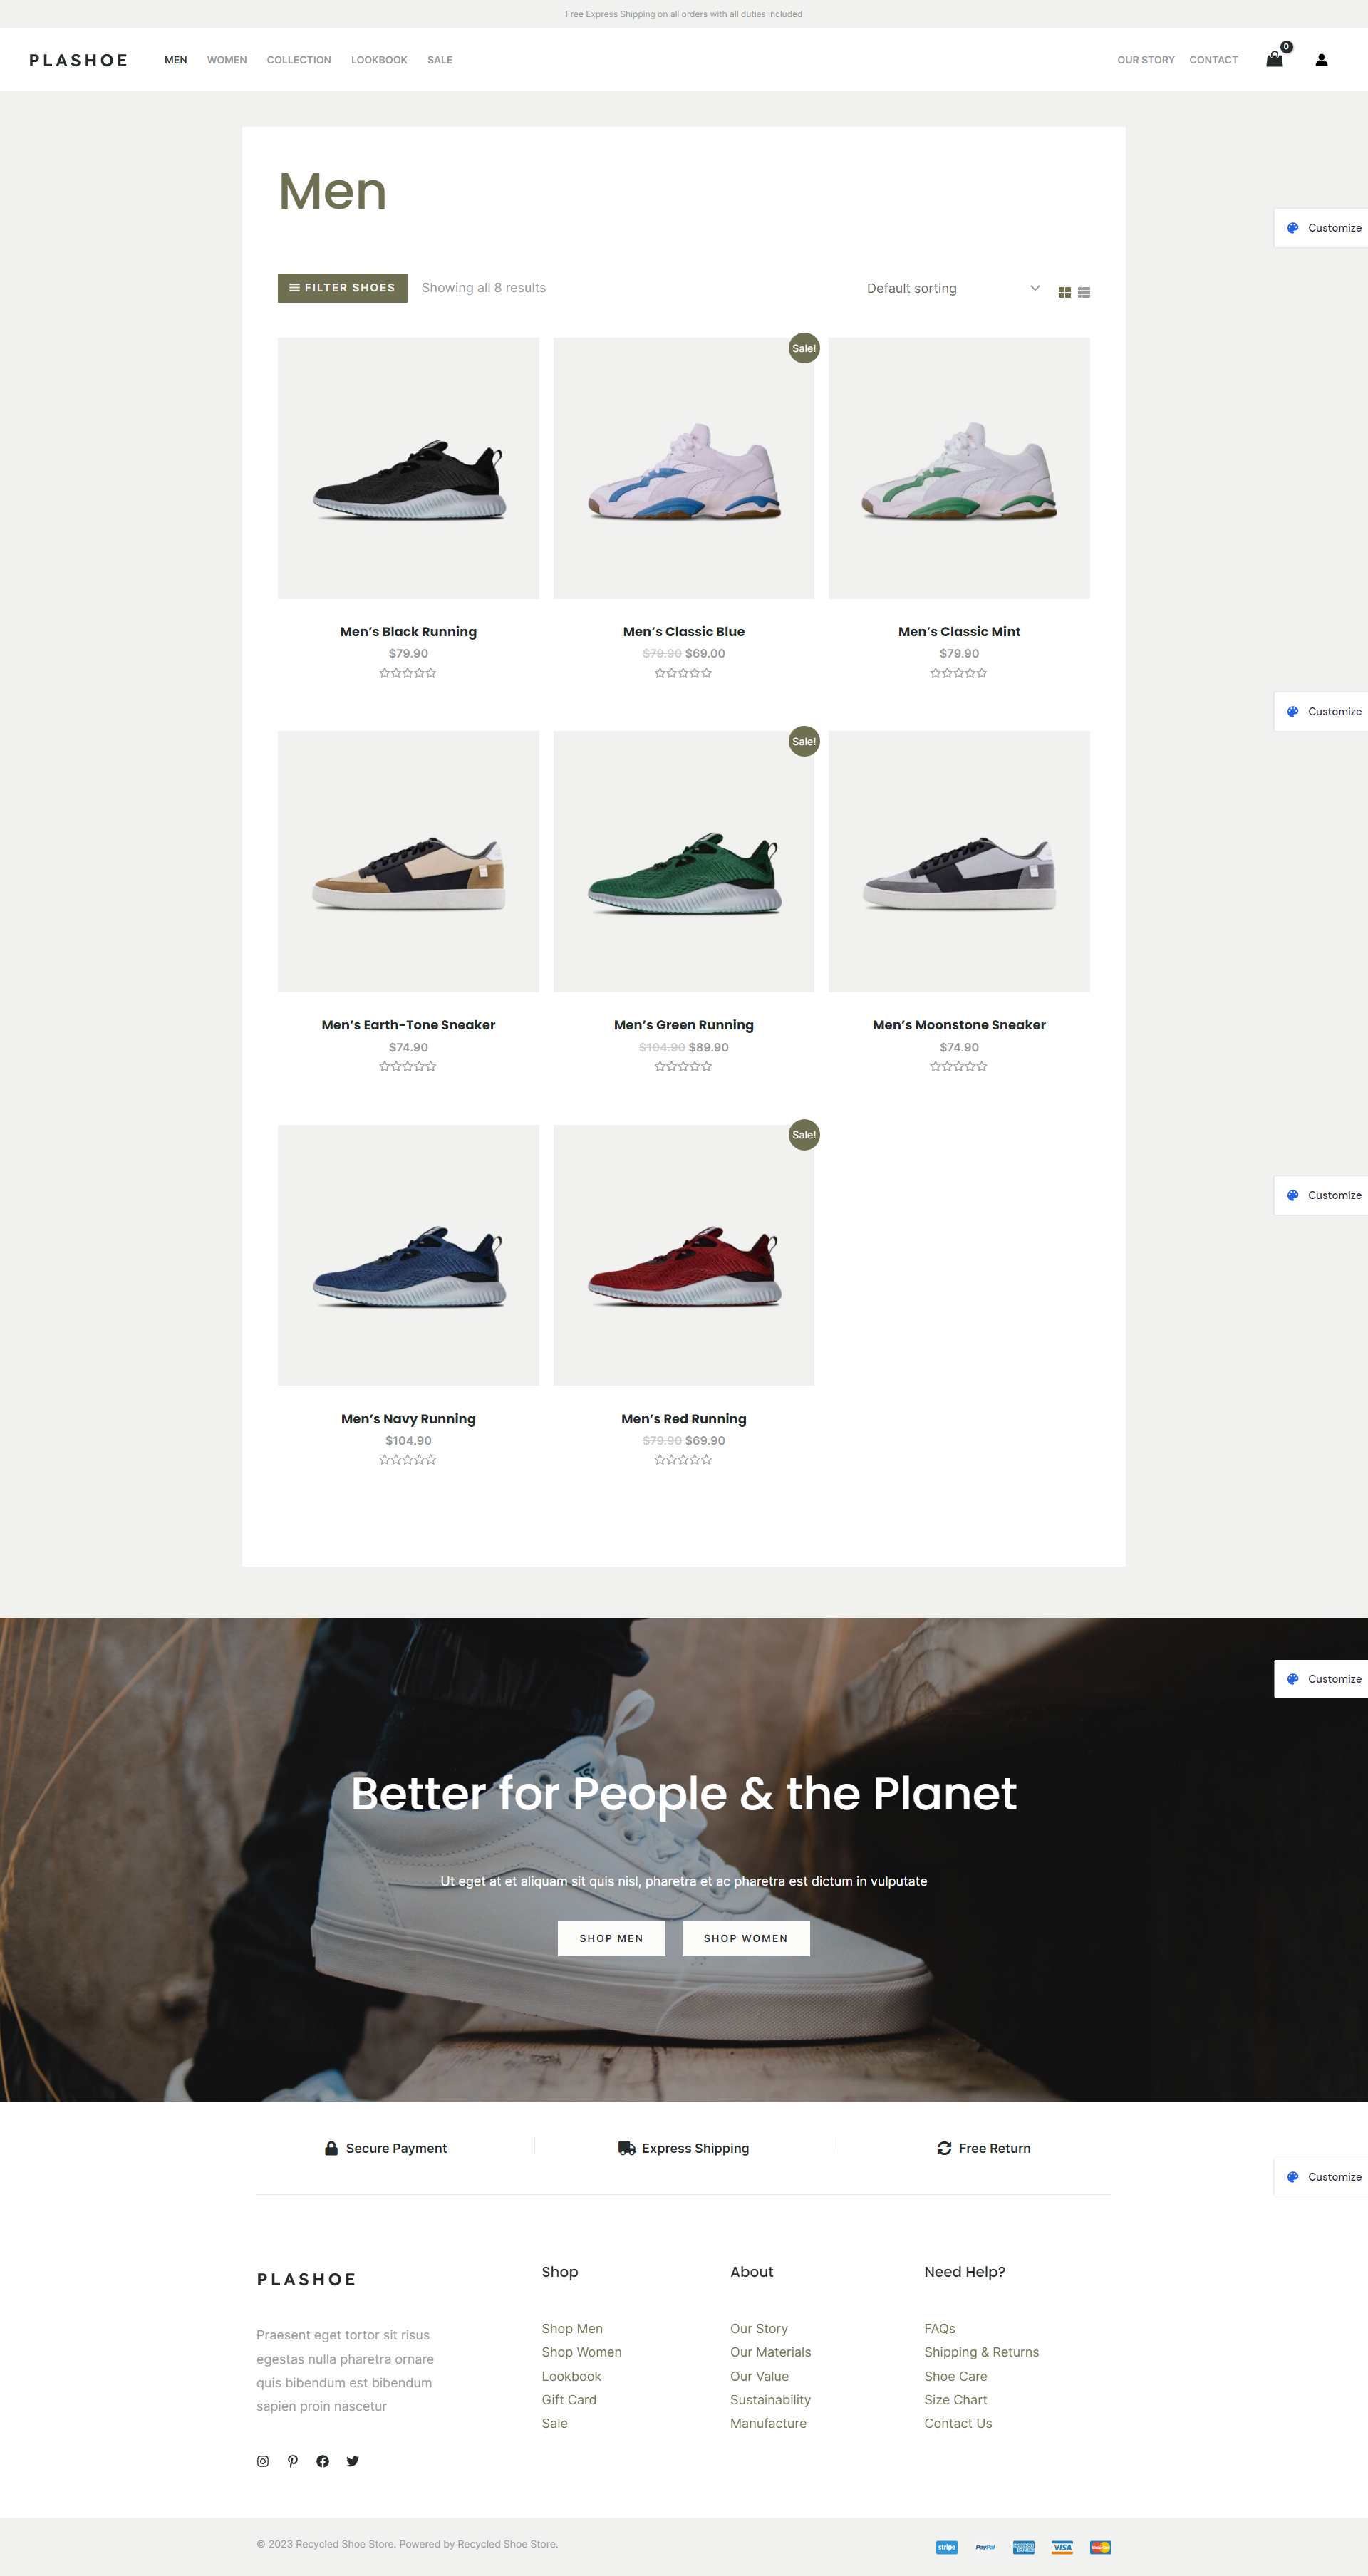 Free Express Shipping on all orders with all duties included
PLASHOE
MEN WOMEN COLLECTION LOOKBOOK SALE
OUR STORY CONTACT 0
Men
Customize
FILTER SHOES Showing all 8 results Default sorting
Sale!
Men’s Black Running
$79.90
Men’s Classic Blue
$79.90 $69.00
Men’s Classic Mint
$79.90
Customize
Sale!
Men’s Earth-Tone Sneaker
$74.90
Men’s Green Running
$104.90 $89.90
Men’s Moonstone Sneaker
$74.90
Sale!
Customize
Men’s Navy Running
$104.90
Men’s Red Running
$79.90 $69.90
Customize
Better for People & the Planet
Ut eget at et aliquam sit quis nisl, pharetra et ac pharetra est dictum in vulputate
SHOP MEN SHOP WOMEN
Secure Payment Express Shipping Free Return
Customize
PLASHOE
Praesent eget tortor sit risus
egestas nulla pharetra ornare
quis bibendum est bibendum
sapien proin nascetur
Shop
Shop Men
Shop Women
Lookbook
Gift Card
Sale
About
Our Story
Our Materials
Our Value
Sustainability
Manufacture
Need Help?
FAQs
Shipping & Returns
Shoe Care
Size Chart
Contact Us
© 2023 Recycled Shoe Store. Powered by Recycled Shoe Store.
stripe PayPal VISA